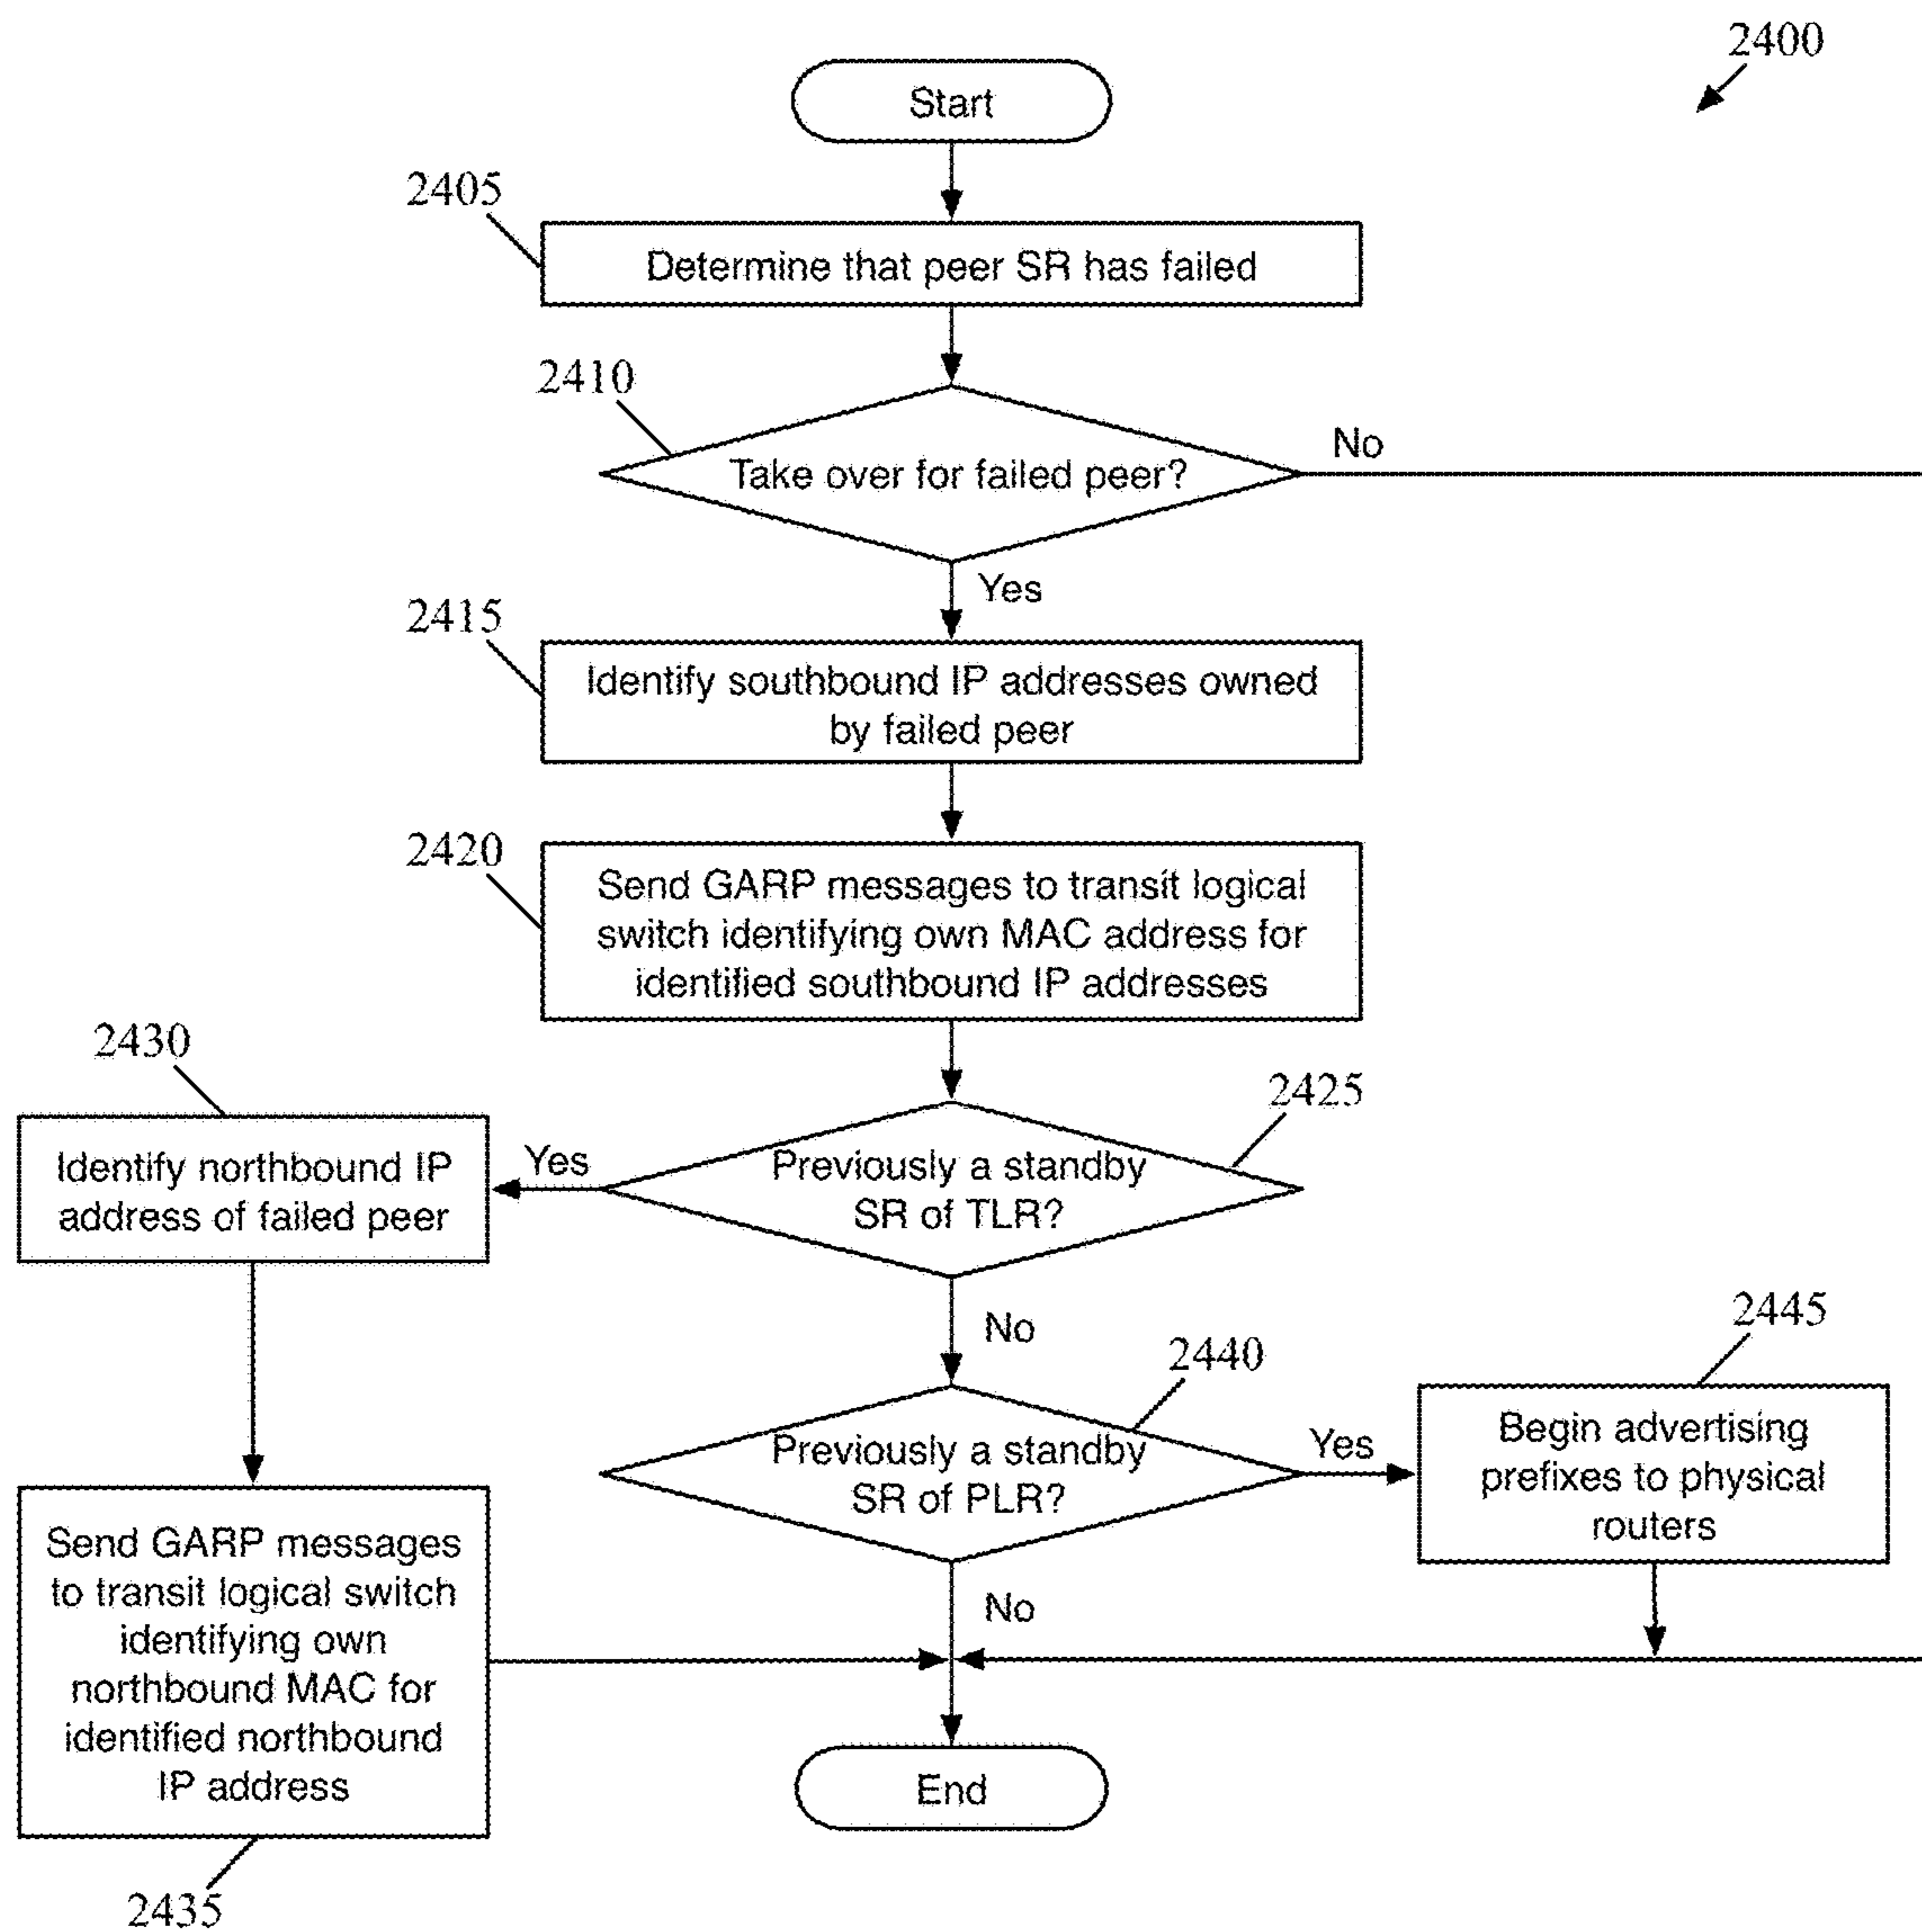 2400
Start
2405
Determine that peer SR has failed
2410
Take over for failed peer?
No
Yes
2415
Identify southbound IP addresses owned
by failed peer
2420
Send GARP messages to transit logical
switch identifying own MAC address for
identified southbound IP addresses
2430
2425
Identify northbound IP
address of failed peer
Yes
Previously a standby
SR of TLR?
No
2440
2445
Previously a standby
SR of PLR?
Yes
Begin advertising
prefixes to physical
routers
Send GARP messages
to transit logical switch
identifying own
northbound MAC for
identified northbound
IP address
No
End
2435